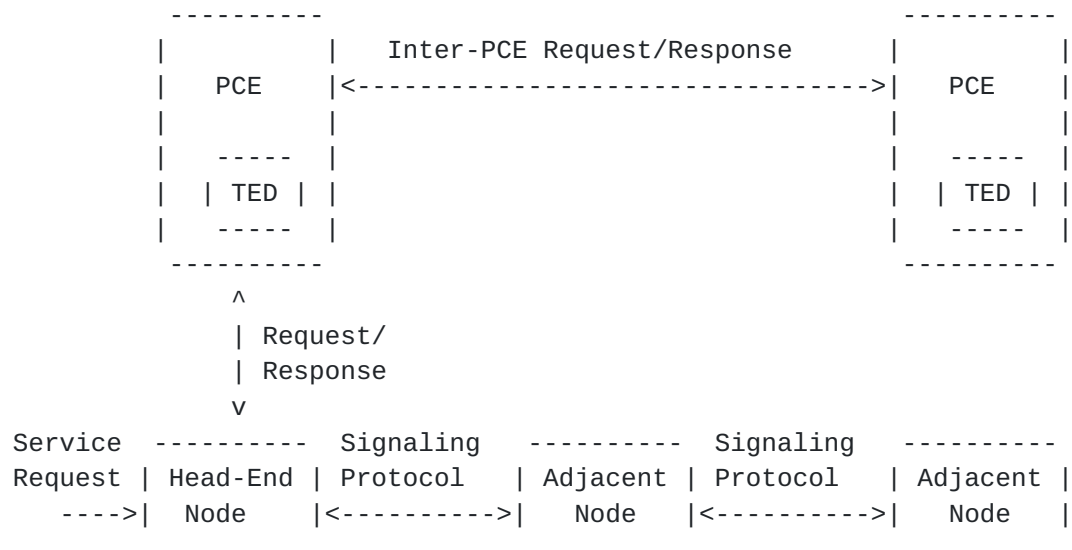 Inter-PCE Request/Response
PCE PCE
TED TED
Request/
Response
Service Signaling Signaling
Request Head-End Protocol Adjacent Protocol Adjacent
Node Node Node